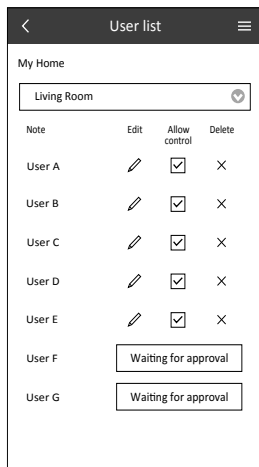 User list
My Home
Living Room
Note Edit Allow control Delete
User A
User B
User C
User D
User E
User F Waiting for approval
User G Waiting for approval